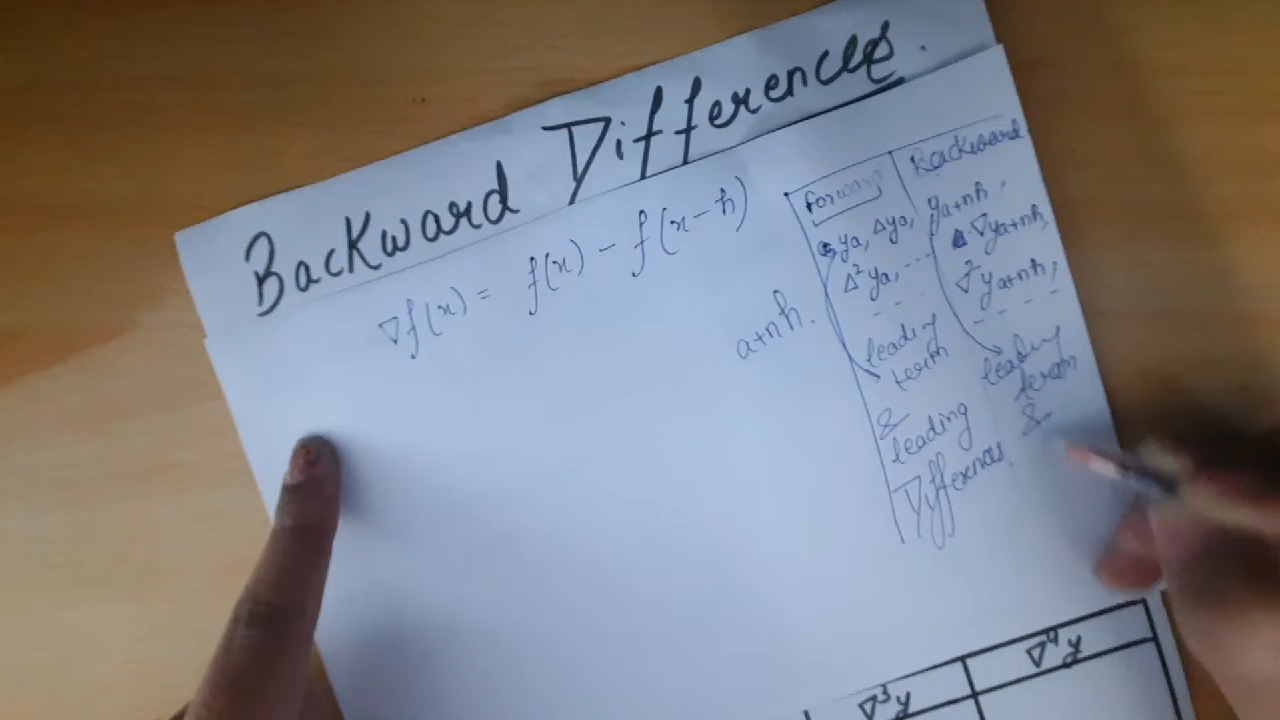 Backward Differences.
∇f(x) = f(x) - f(x-h)
a+nh.
Forward
ya, Δya,
Δ²ya, ...
- - -
leading
term
&
leading
Differences.
Backward
ya+nh,
∇ya+nh,
∇²ya+nh,
- - - -
leading
term
&
∇³y
∇⁴y